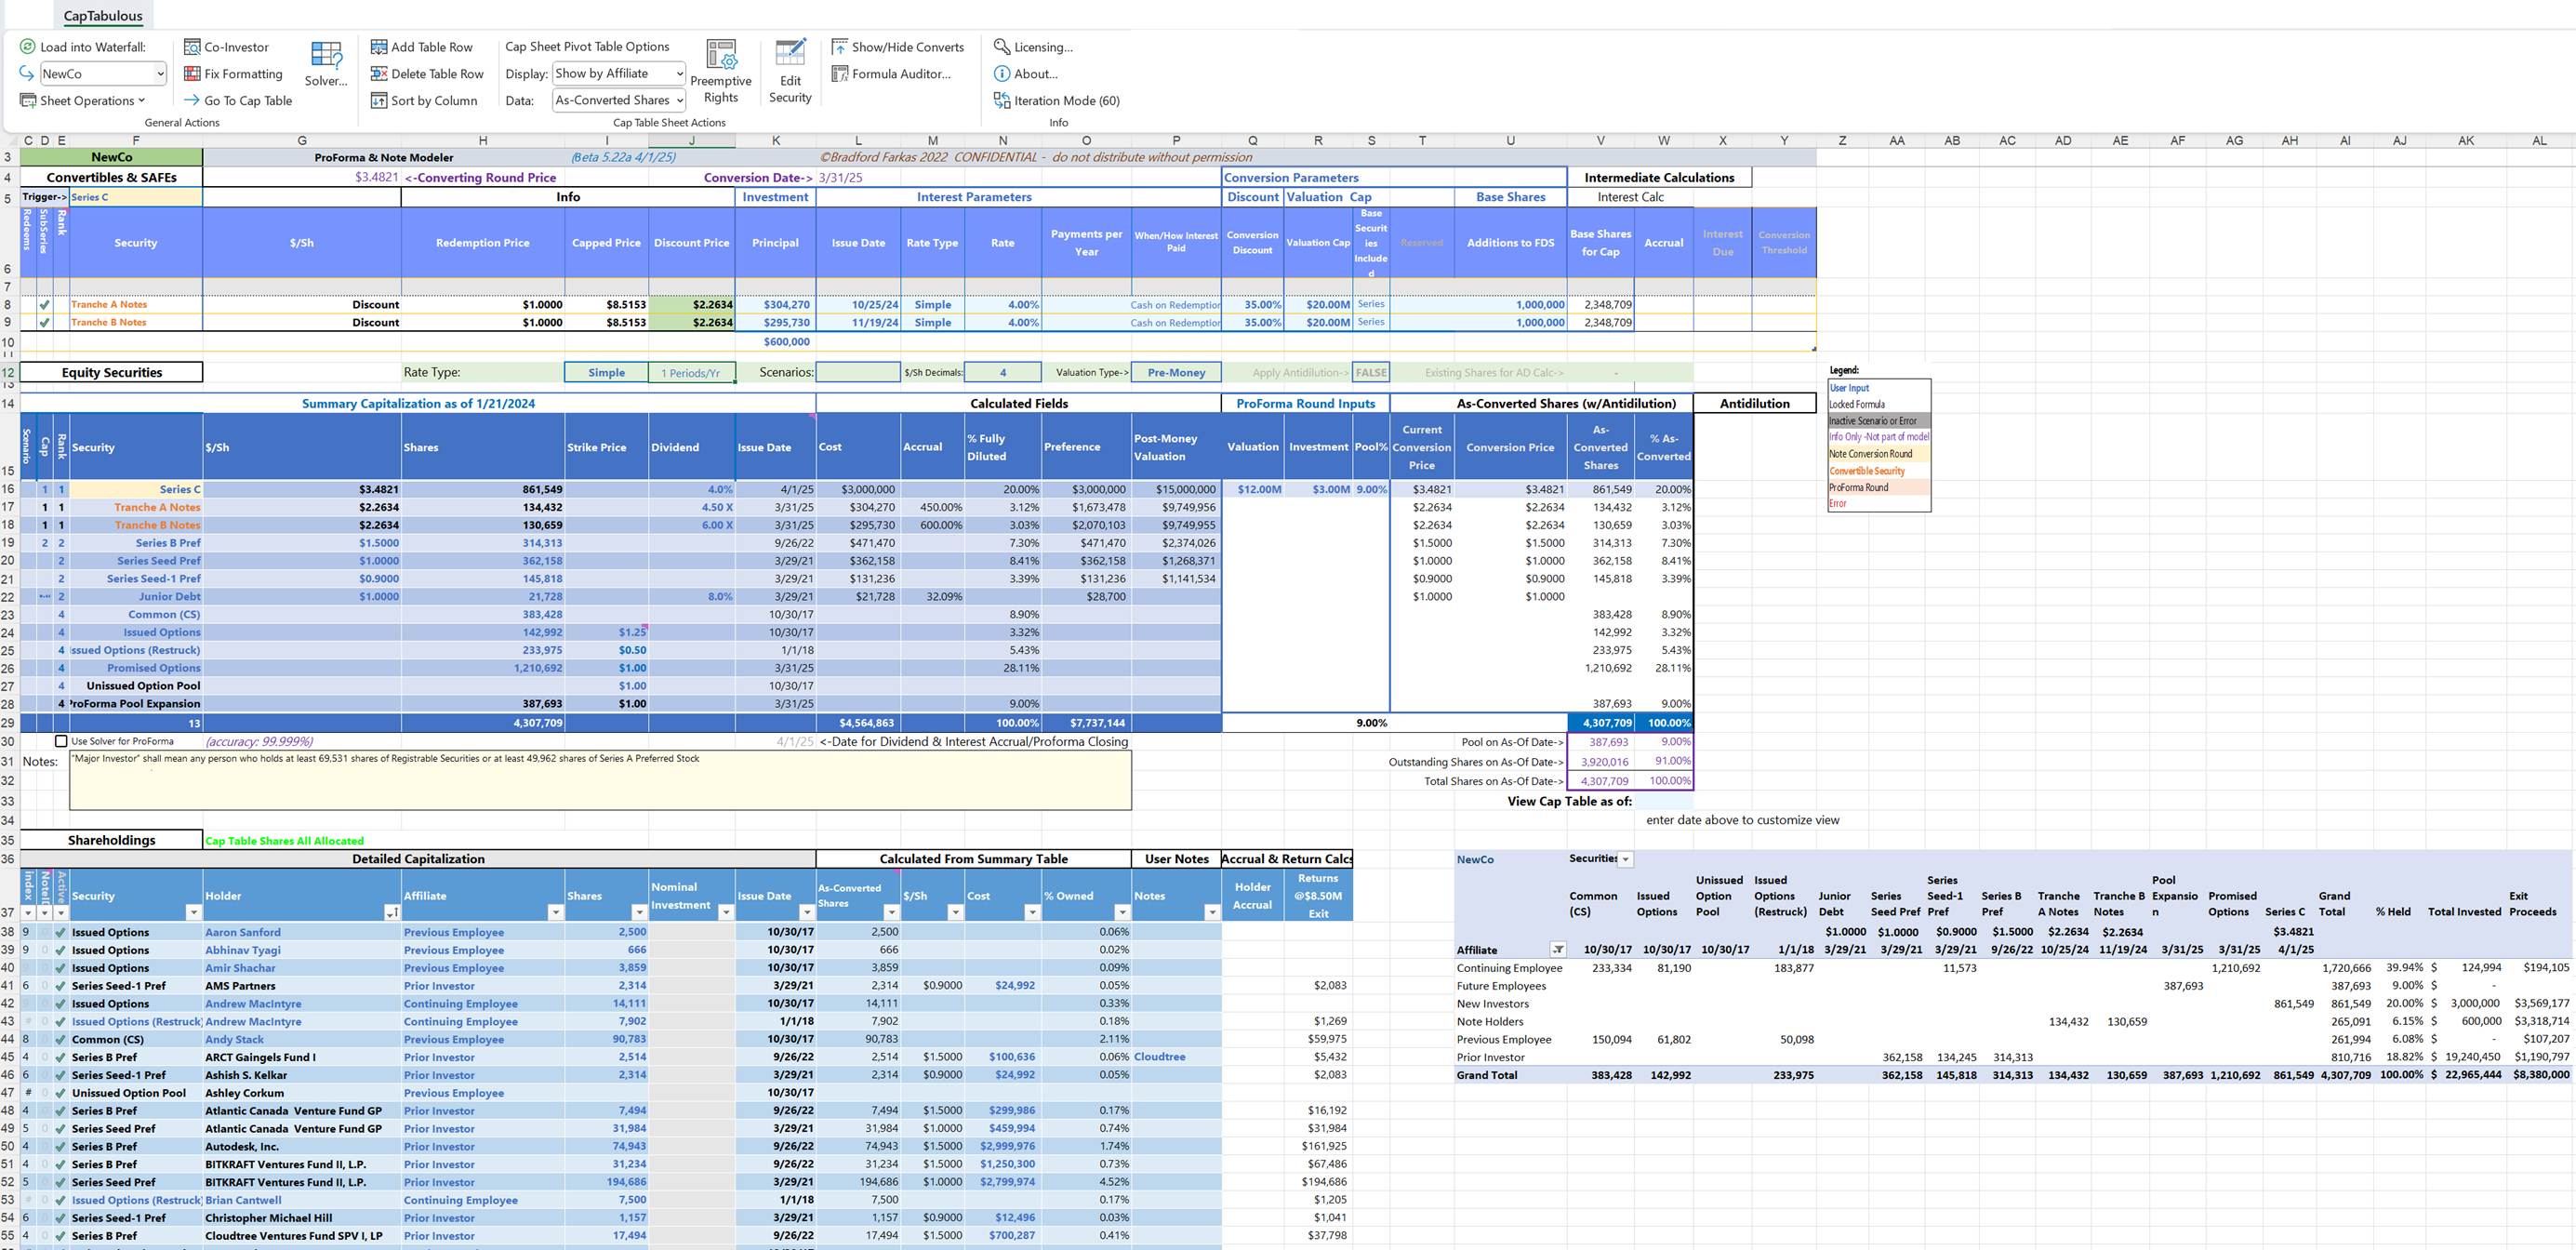 CapTabulous
Load into Waterfall: Co-Investor Add Table Row Cap Sheet Pivot Table Options Show/Hide Converts Licensing...
NewCo Fix Formatting Solver... Delete Table Row Display: Show by Affiliate Preemptive Rights Edit Security Formula Auditor... About...
Sheet Operations Go To Cap Table Sort by Column Data: As-Converted Shares Iteration Mode (60)
General Actions Cap Table Sheet Actions Info
C D E F G H I J K L M N O P Q R S T U V W X Y Z AA AB AC AD AE AF AG AH AI AJ AK AL
3 NewCo ProForma & Note Modeler (Beta 5.22a 4/1/25) ©Bradford Farkas 2022 CONFIDENTIAL - do not distribute without permission
4 Convertibles & SAFEs $3.4821 <-Converting Round Price Conversion Date-> 3/31/25 Conversion Parameters Intermediate Calculations
5 Trigger-> Series C Info Investment Interest Parameters Discount Valuation Cap Base Shares Interest Calc
6 Redeems SubSeries Rank Security $/Sh Redemption Price Capped Price Discount Price Principal Issue Date Rate Type Rate Payments per Year When/How Interest Paid Conversion Discount Valuation Cap Base Securit ies Include d Reserved Additions to FDS Base Shares for Cap Accrual Interest Due Conversion Threshold
7
8 ✓ Tranche A Notes Discount $1.0000 $8.5153 $2.2634 $304,270 10/25/24 Simple 4.00% Cash on Redemption 35.00% $20.00M Series 1,000,000 2,348,709
9 ✓ Tranche B Notes Discount $1.0000 $8.5153 $2.2634 $295,730 11/19/24 Simple 4.00% Cash on Redemption 35.00% $20.00M Series 1,000,000 2,348,709
10 $600,000
12 Equity Securities Rate Type: Simple 1 Periods/Yr Scenarios: $/Sh Decimals: 4 Valuation Type-> Pre-Money Apply Antidilution-> FALSE Existing Shares for AD Calc-> - Legend:
User Input
14 Summary Capitalization as of 1/21/2024 Calculated Fields ProForma Round Inputs As-Converted Shares (w/Antidilution) Antidilution Locked Formula
Inactive Scenario or Error
Info Only -Not part of model
Note Conversion Round
Convertible Security
ProForma Round
Error
15 Scenario Cap Rank Security $/Sh Shares Strike Price Dividend Issue Date Cost Accrual % Fully Diluted Preference Post-Money Valuation Valuation Investment Pool% Current Conversion Price Conversion Price As-Converted Shares % As-Converted
16 1 1 Series C $3.4821 861,549 4.0% 4/1/25 $3,000,000 20.00% $3,000,000 $15,000,000 $12.00M $3.00M 9.00% $3.4821 $3.4821 861,549 20.00%
17 1 1 Tranche A Notes $2.2634 134,432 4.50 X 3/31/25 $304,270 450.00% 3.12% $1,673,478 $9,749,956 $2.2634 $2.2634 134,432 3.12%
18 1 1 Tranche B Notes $2.2634 130,659 6.00 X 3/31/25 $295,730 600.00% 3.03% $2,070,103 $9,749,955 $2.2634 $2.2634 130,659 3.03%
19 2 2 Series B Pref $1.5000 314,313 9/26/22 $471,470 7.30% $471,470 $2,374,026 $1.5000 $1.5000 314,313 7.30%
20 2 Series Seed Pref $1.0000 362,158 3/29/21 $362,158 8.41% $362,158 $1,268,371 $1.0000 $1.0000 362,158 8.41%
21 2 Series Seed-1 Pref $0.9000 145,818 3/29/21 $131,236 3.39% $131,236 $1,141,534 $0.9000 $0.9000 145,818 3.39%
22 2 Junior Debt $1.0000 21,728 8.0% 3/29/21 $21,728 32.09% $28,700 $1.0000 $1.0000
23 4 Common (CS) 383,428 10/30/17 8.90% 383,428 8.90%
24 4 Issued Options 142,992 $1.25 10/30/17 3.32% 142,992 3.32%
25 4 Issued Options (Restruck) 233,975 $0.50 1/1/18 5.43% 233,975 5.43%
26 4 Promised Options 1,210,692 $1.00 3/31/25 28.11% 1,210,692 28.11%
27 4 Unissued Option Pool $1.00 10/30/17
28 4 ProForma Pool Expansion 387,693 $1.00 3/31/25 9.00% 387,693 9.00%
29 13 4,307,709 $4,564,863 100.00% $7,737,144 9.00% 4,307,709 100.00%
30 Use Solver for ProForma (accuracy: 99.999%) 4/1/25 <-Date for Dividend & Interest Accrual/Proforma Closing Pool on As-Of Date-> 387,693 9.00%
31 Notes: "Major Investor" shall mean any person who holds at least 69,531 shares of Registrable Securities or at least 49,962 shares of Series A Preferred Stock Outstanding Shares on As-Of Date-> 3,920,016 91.00%
32 Total Shares on As-Of Date-> 4,307,709 100.00%
33 View Cap Table as of:
34 enter date above to customize view
35 Shareholdings Cap Table Shares All Allocated
36 Detailed Capitalization Calculated From Summary Table User Notes Accrual & Return Calcs NewCo Securities
37 index NoteID Active Security Holder Affiliate Shares Nominal Investment Issue Date As-Converted Shares $/Sh Cost % Owned Notes Holder Accrual Returns @$8.50M Exit Common (CS) Issued Options Unissued Option Pool Issued Options (Restruck) Junior Debt Series Seed Pref Series Seed-1 Pref Series B Pref Tranche A Notes Tranche B Notes Pool Expansio n Promised Options Series C Grand Total % Held Total Invested Exit Proceeds
38 9 Issued Options Aaron Sanford Previous Employee 2,500 10/30/17 2,500 0.06% $1.0000 $1.0000 $0.9000 $1.5000 $2.2634 $2.2634 $3.4821
39 9 Issued Options Abhinav Tyagi Previous Employee 666 10/30/17 666 0.02% Affiliate 10/30/17 10/30/17 10/30/17 1/1/18 3/29/21 3/29/21 3/29/21 9/26/22 10/25/24 11/19/24 3/31/25 3/31/25 4/1/25
40 Issued Options Amir Shachar Previous Employee 3,859 10/30/17 3,859 0.09% Continuing Employee 233,334 81,190 183,877 11,573 1,210,692 1,720,666 39.94% $ 124,994 $194,105
41 6 Series Seed-1 Pref AMS Partners Prior Investor 2,314 3/29/21 2,314 $0.9000 $24,992 0.05% $2,083 Future Employees 387,693 387,693 9.00% $ -
42 Issued Options Andrew MacIntyre Continuing Employee 14,111 10/30/17 14,111 0.33% New Investors 861,549 861,549 20.00% $ 3,000,000 $3,569,177
43 # Issued Options (Restruck) Andrew MacIntyre Continuing Employee 7,902 1/1/18 7,902 0.18% $1,269 Note Holders 134,432 130,659 265,091 6.15% $ 600,000 $3,318,714
44 8 Common (CS) Andy Stack Previous Employee 90,783 10/30/17 90,783 2.11% $59,975 Previous Employee 150,094 61,802 50,098 261,994 6.08% $ - $107,207
45 4 Series B Pref ARCT Gaingels Fund I Prior Investor 2,514 9/26/22 2,514 $1.5000 $100,636 0.06% Cloudtree $5,432 Prior Investor 362,158 134,245 314,313 810,716 18.82% $ 19,240,450 $1,190,797
46 6 Series Seed-1 Pref Ashish S. Kelkar Prior Investor 2,314 3/29/21 2,314 $0.9000 $24,992 0.05% $2,083 Grand Total 383,428 142,992 233,975 362,158 145,818 314,313 134,432 130,659 387,693 1,210,692 861,549 4,307,709 100.00% $ 22,965,444 $8,380,000
47 # Unissued Option Pool Ashley Corkum Previous Employee 10/30/17
48 4 Series B Pref Atlantic Canada Venture Fund GP Prior Investor 7,494 9/26/22 7,494 $1.5000 $299,986 0.17% $16,192
49 5 Series Seed Pref Atlantic Canada Venture Fund GP Prior Investor 31,984 3/29/21 31,984 $1.0000 $459,994 0.74% $31,984
50 4 Series B Pref Autodesk, Inc. Prior Investor 74,943 9/26/22 74,943 $1.5000 $2,999,976 1.74% $161,925
51 4 Series B Pref BITKRAFT Ventures Fund II, L.P. Prior Investor 31,234 9/26/22 31,234 $1.5000 $1,250,300 0.73% $67,486
52 5 Series Seed Pref BITKRAFT Ventures Fund II, L.P. Prior Investor 194,686 3/29/21 194,686 $1.0000 $2,799,974 4.52% $194,686
53 # Issued Options (Restruck) Brian Cantwell Continuing Employee 7,500 1/1/18 7,500 0.17% $1,205
54 6 Series Seed-1 Pref Christopher Michael Hill Prior Investor 1,157 3/29/21 1,157 $0.9000 $12,496 0.03% $1,041
55 4 Series B Pref Cloudtree Ventures Fund SPV I, LP Prior Investor 17,494 9/26/22 17,494 $1.5000 $700,287 0.41% $37,798